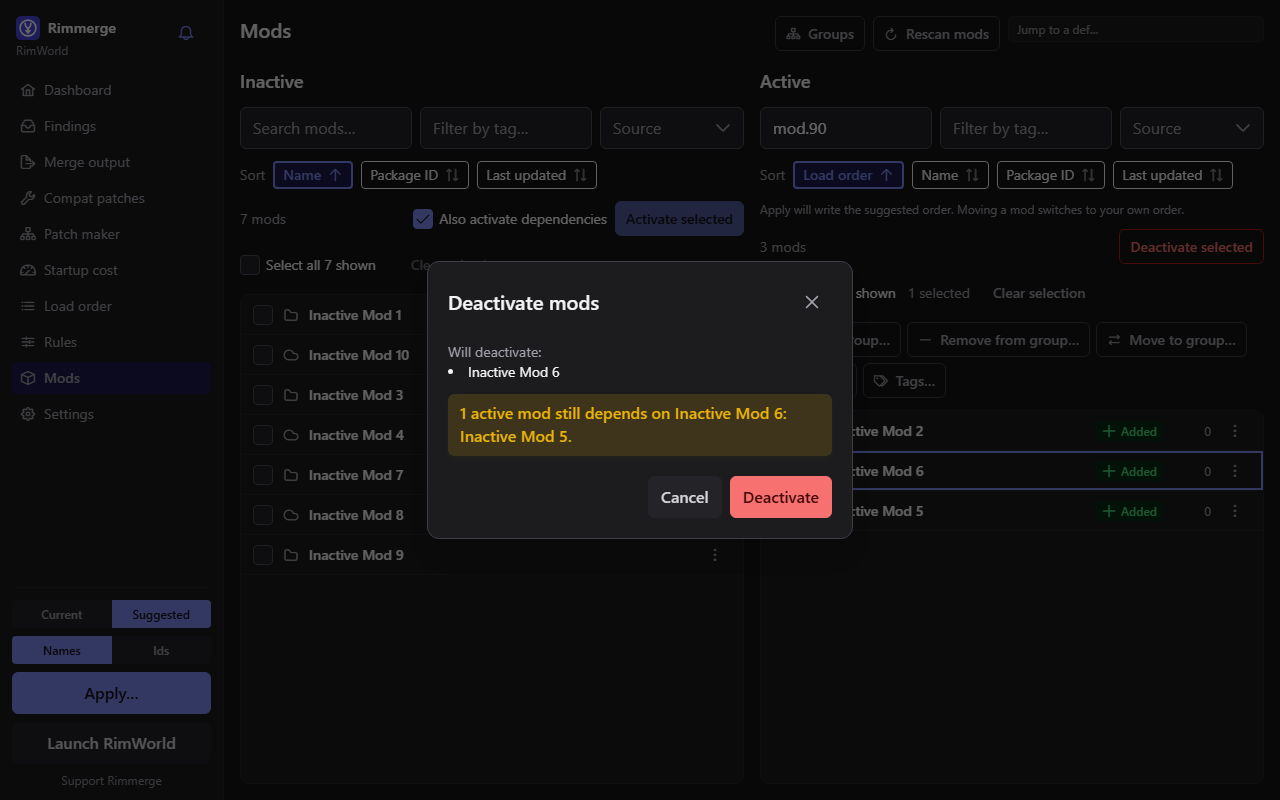 Rimmerge
RimWorld
Dashboard
Findings
Merge output
Compat patches
Patch maker
Startup cost
Load order
Rules
Mods
Settings
Current Suggested
Names Ids
Apply...
Launch RimWorld
Support Rimmerge
Mods
Groups Rescan mods Jump to a def...
Inactive
Search mods... Filter by tag... Source
Sort Name Package ID Last updated
7 mods Also activate dependencies Activate selected
Select all 7 shown
Inactive Mod 1
Inactive Mod 10
Inactive Mod 3
Inactive Mod 4
Inactive Mod 7
Inactive Mod 8
Inactive Mod 9
Active
mod.90 Filter by tag... Source
Sort Load order Name Package ID Last updated
Apply will write the suggested order. Moving a mod switches to your own order.
3 mods Deactivate selected
shown 1 selected Clear selection
Remove from group... Move to group...
Tags...
Mod 2 Added 0
Mod 6 Added 0
Mod 5 Added 0
Deactivate mods
Will deactivate:
• Inactive Mod 6
1 active mod still depends on Inactive Mod 6:
Inactive Mod 5.
Cancel Deactivate